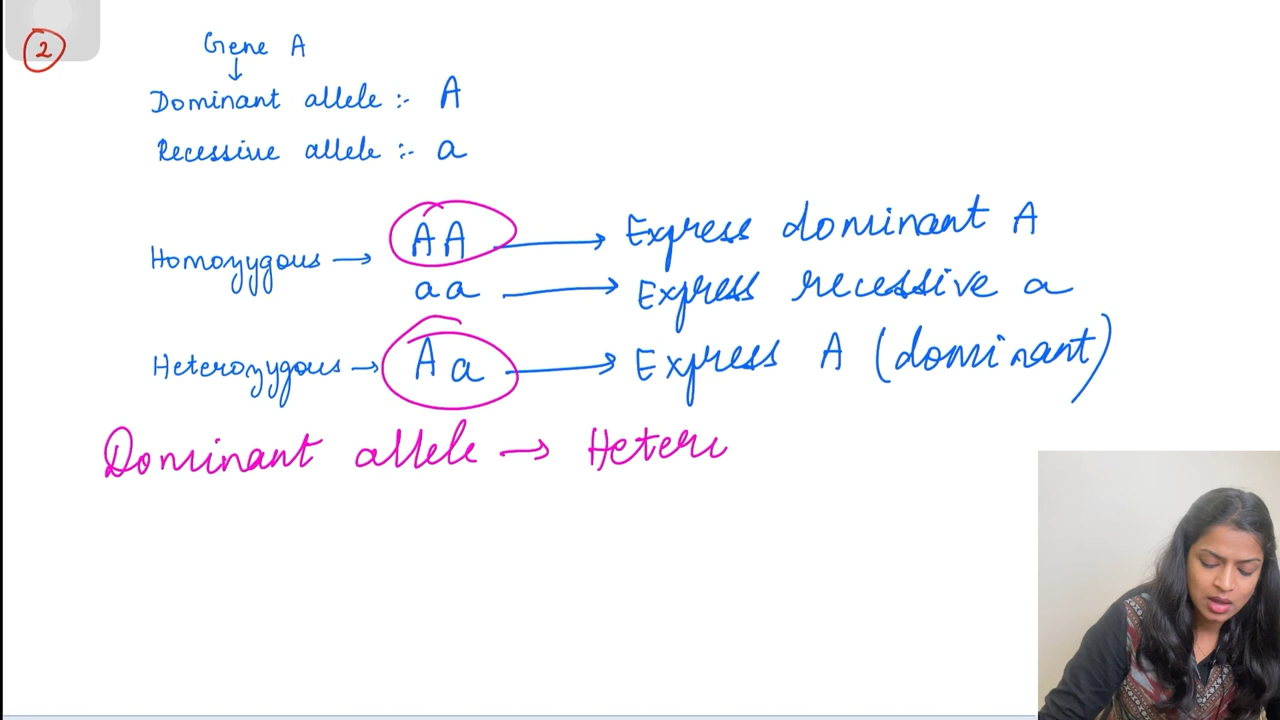 2
Gene A
↓
Dominant allele :- A
Recessive allele :- a
Homozygous → AA → Express dominant A
aa → Express recessive a
Heterozygous → Aa → Express A (dominant)
Dominant allele → Heter